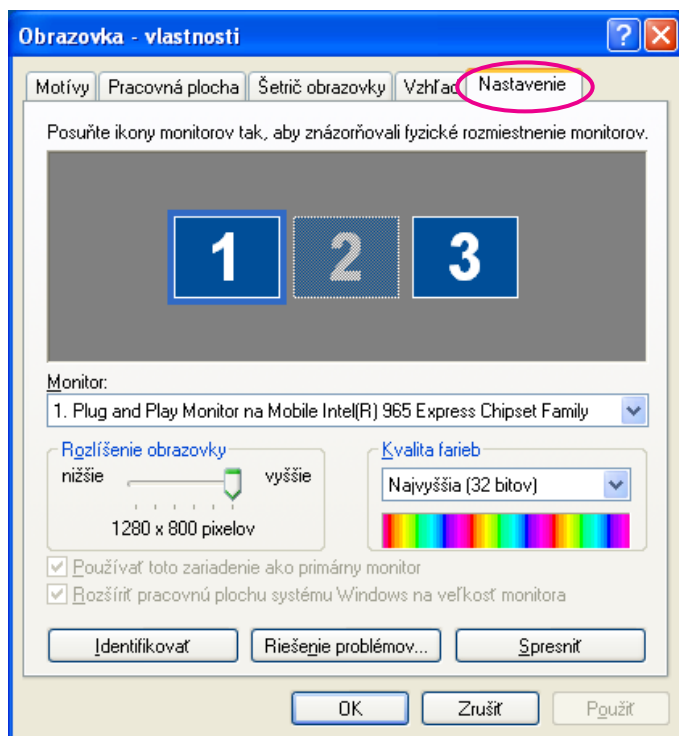 Obrazovka - vlastnosti
Motívy Pracovná plocha Šetrič obrazovky Vzhľad Nastavenie
Posuňte ikony monitorov tak, aby znázorňovali fyzické rozmiestnenie monitorov.
1 2 3
Monitor:
1. Plug and Play Monitor na Mobile Intel(R) 965 Express Chipset Family
Rozlíšenie obrazovky
nižšie vyššie
1280 x 800 pixelov
Kvalita farieb
Najvyššia (32 bitov)
Používať toto zariadenie ako primárny monitor
Rozšíriť pracovnú plochu systému Windows na veľkosť monitora
Identifikovať Riešenie problémov... Spresniť
OK Zrušiť Použiť